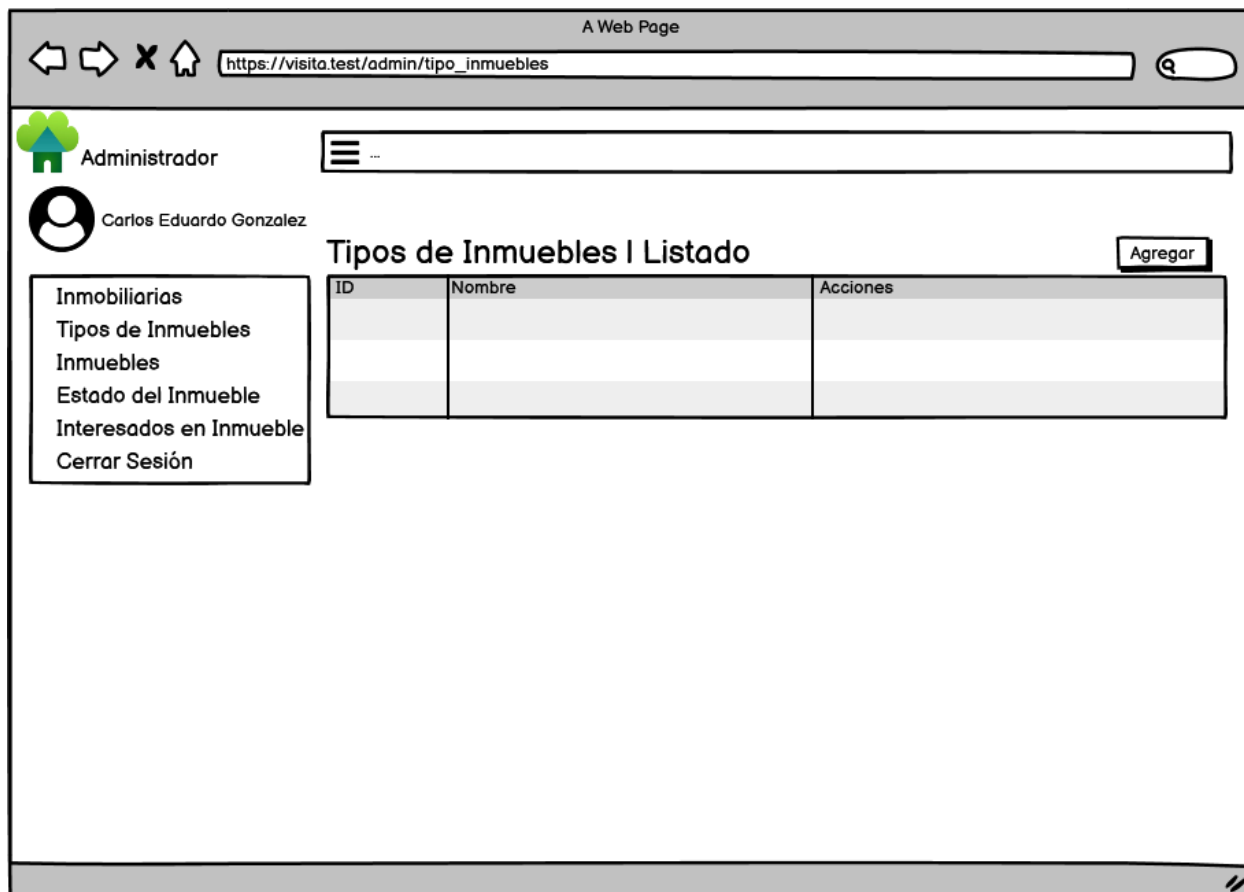 A Web Page
https://visita.test/admin/tipo_inmuebles
Administrador
...
Carlos Eduardo Gonzalez
Tipos de Inmuebles | Listado
Agregar
Inmobiliarias
Tipos de Inmuebles
Inmuebles
Estado del Inmueble
Interesados en Inmueble
Cerrar Sesión
ID Nombre Acciones